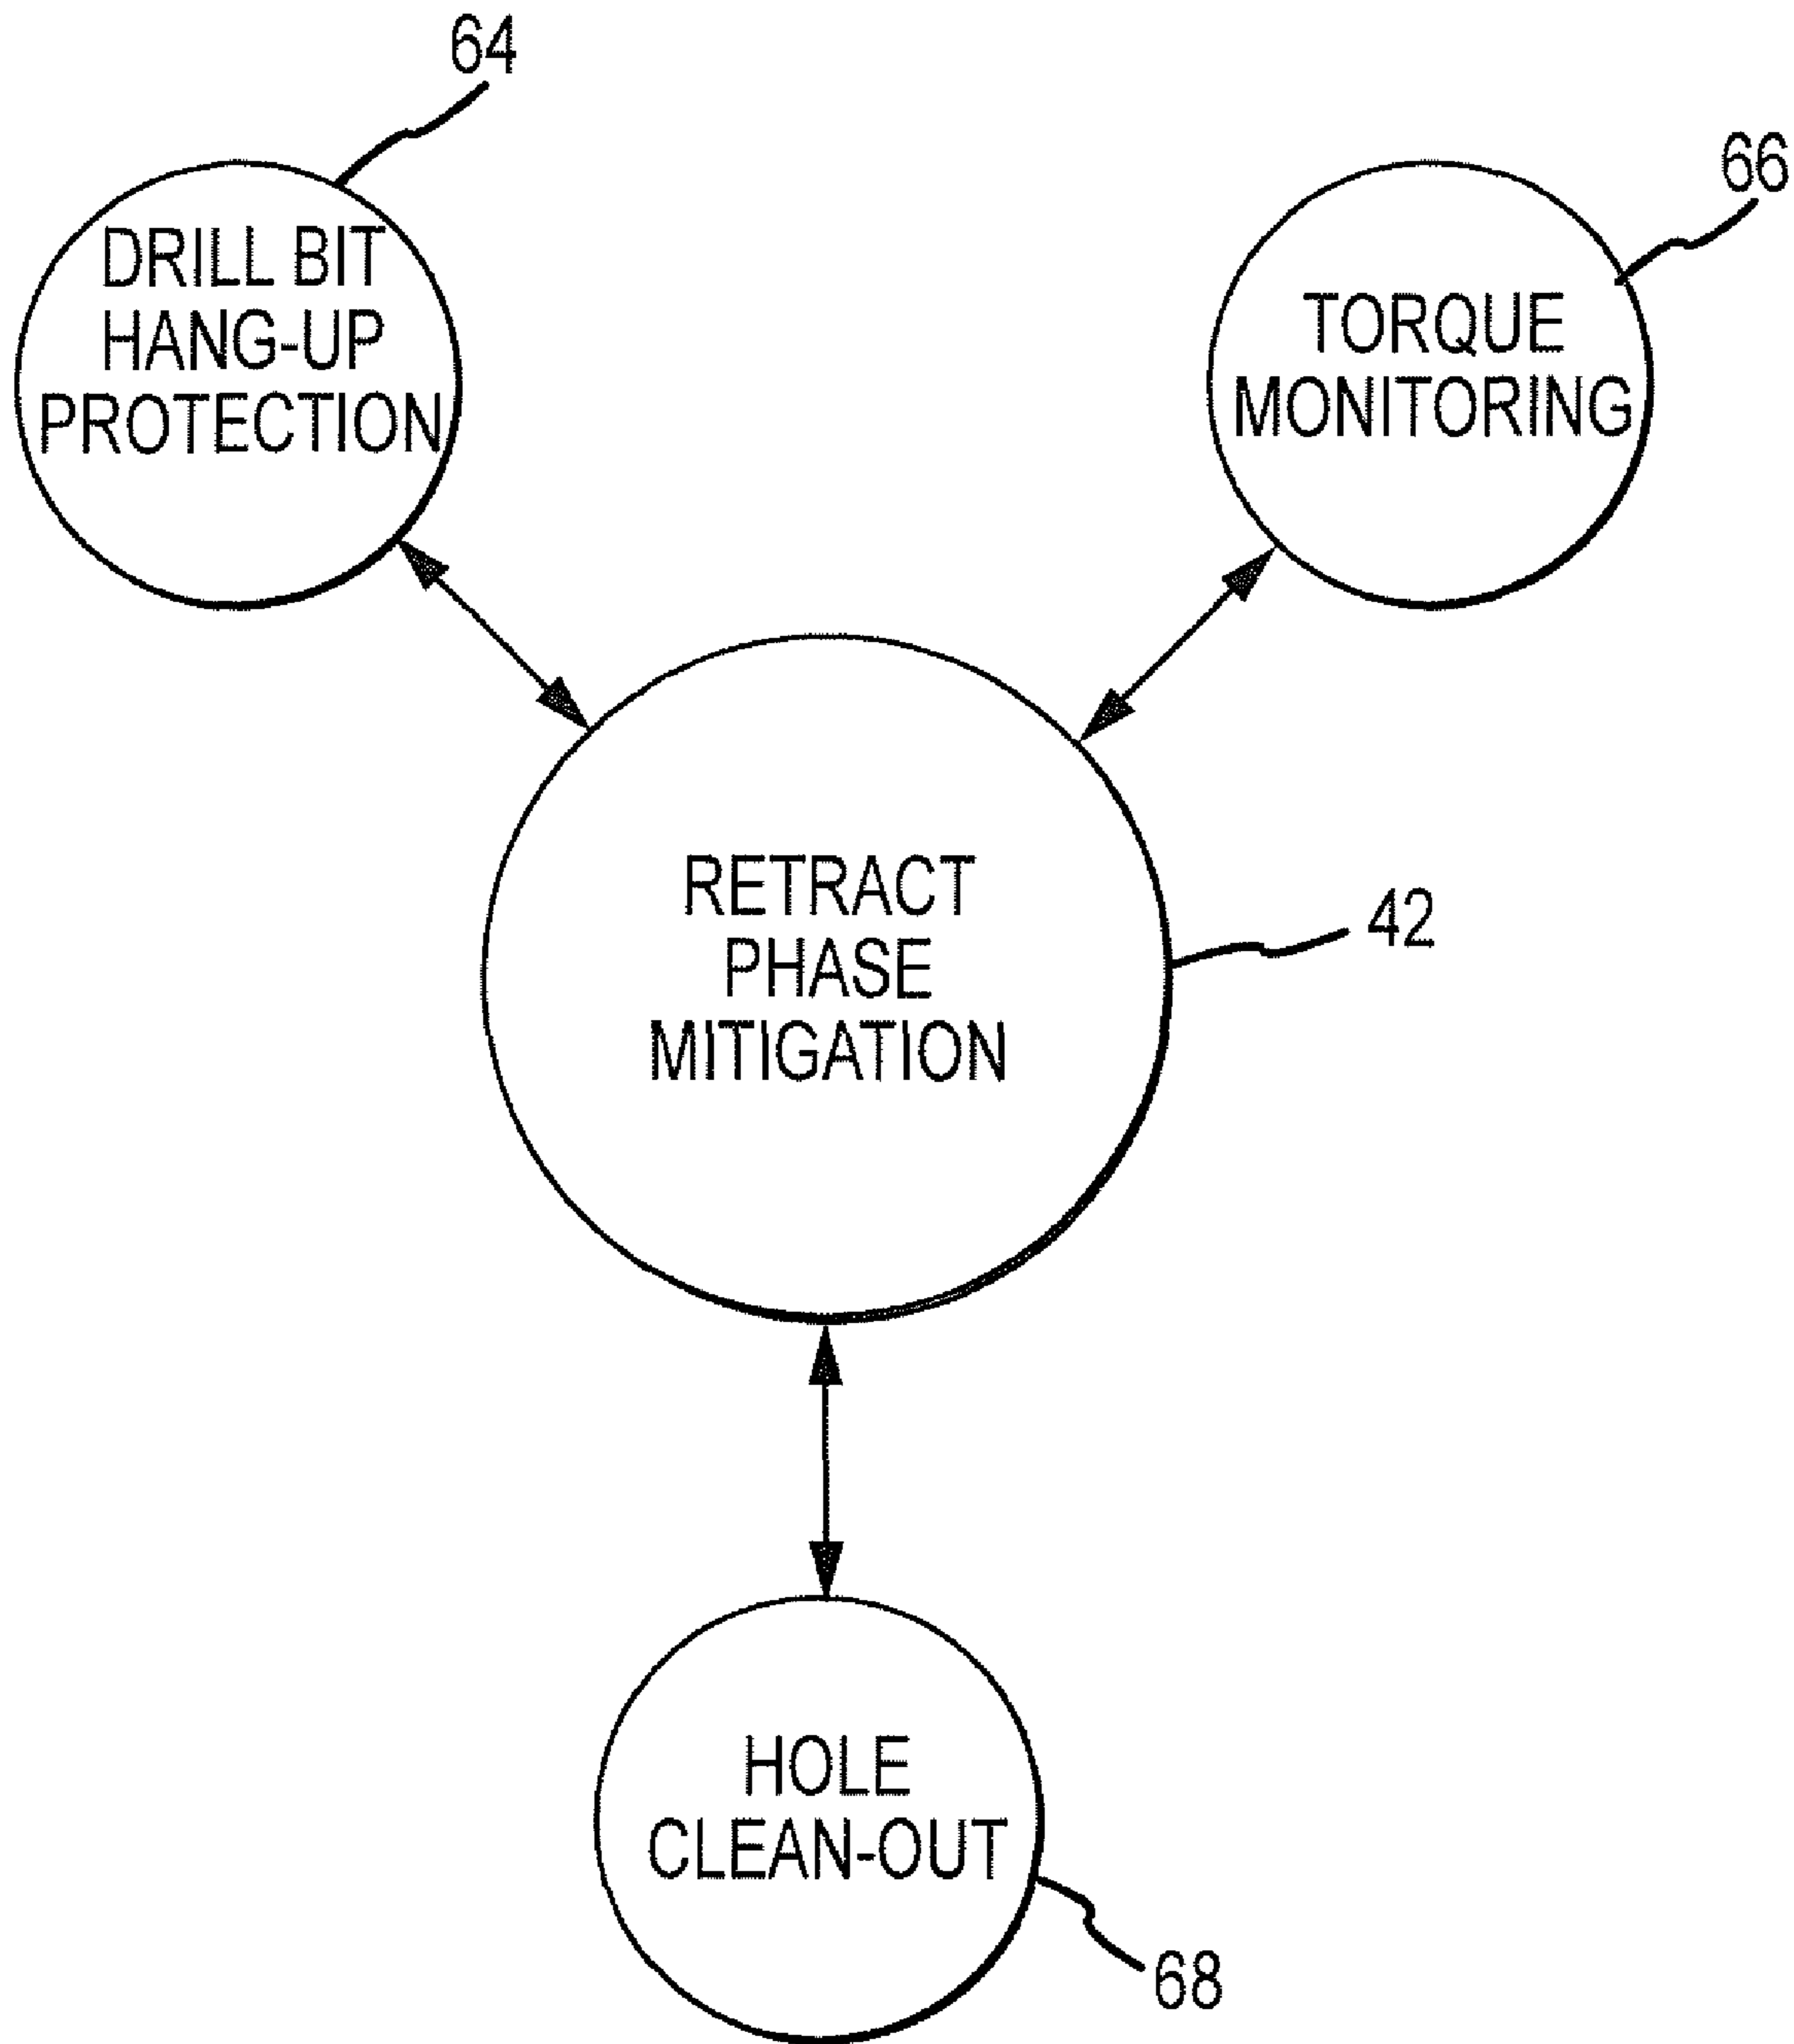 64
DRILL BIT
HANG-UP
PROTECTION
66
TORQUE
MONITORING
RETRACT
PHASE
MITIGATION
42
HOLE
CLEAN-OUT
68